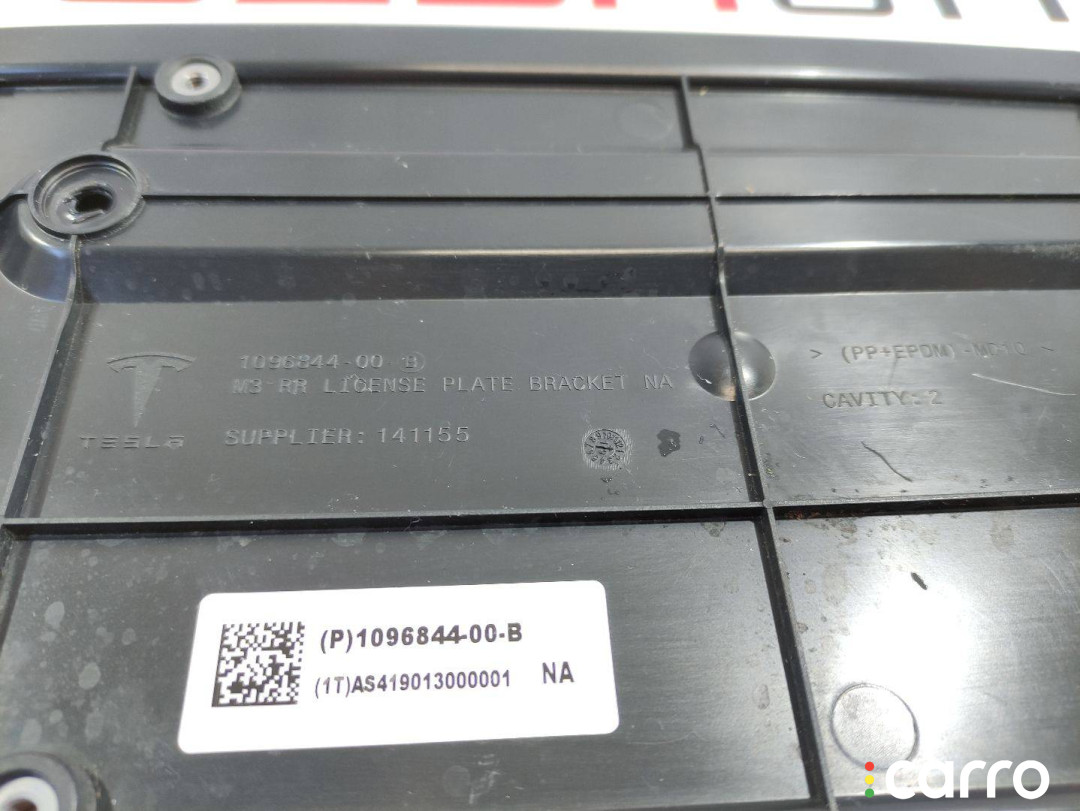 1096844-00 B
M3 RR LICENSE PLATE BRACKET NA
TESLA
SUPPLIER: 141155
> (PP+EPDM)-MD10 <
CAVITY: 2
(P)1096844-00-B
(1T)AS419013000001 NA
carro